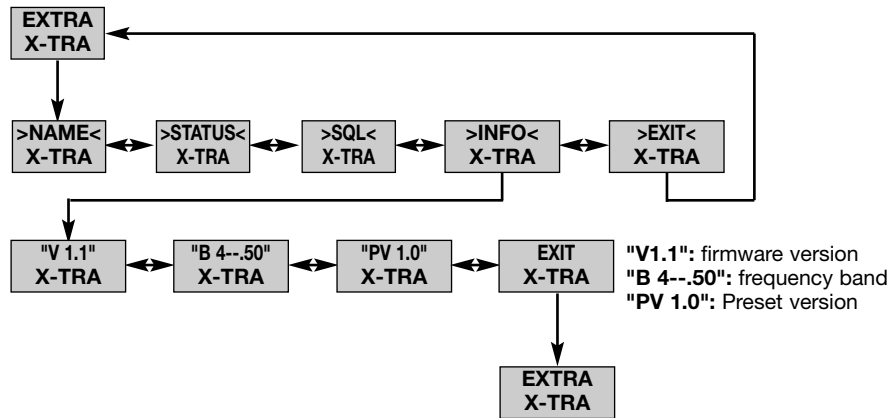 EXTRA
X-TRA
>NAME<
X-TRA
>STATUS<
X-TRA
>SQL<
X-TRA
>INFO<
X-TRA
>EXIT<
X-TRA
"V 1.1"
X-TRA
"B 4--.50"
X-TRA
"PV 1.0"
X-TRA
EXIT
X-TRA
"V1.1": firmware version
"B 4--.50": frequency band
"PV 1.0": Preset version
EXTRA
X-TRA